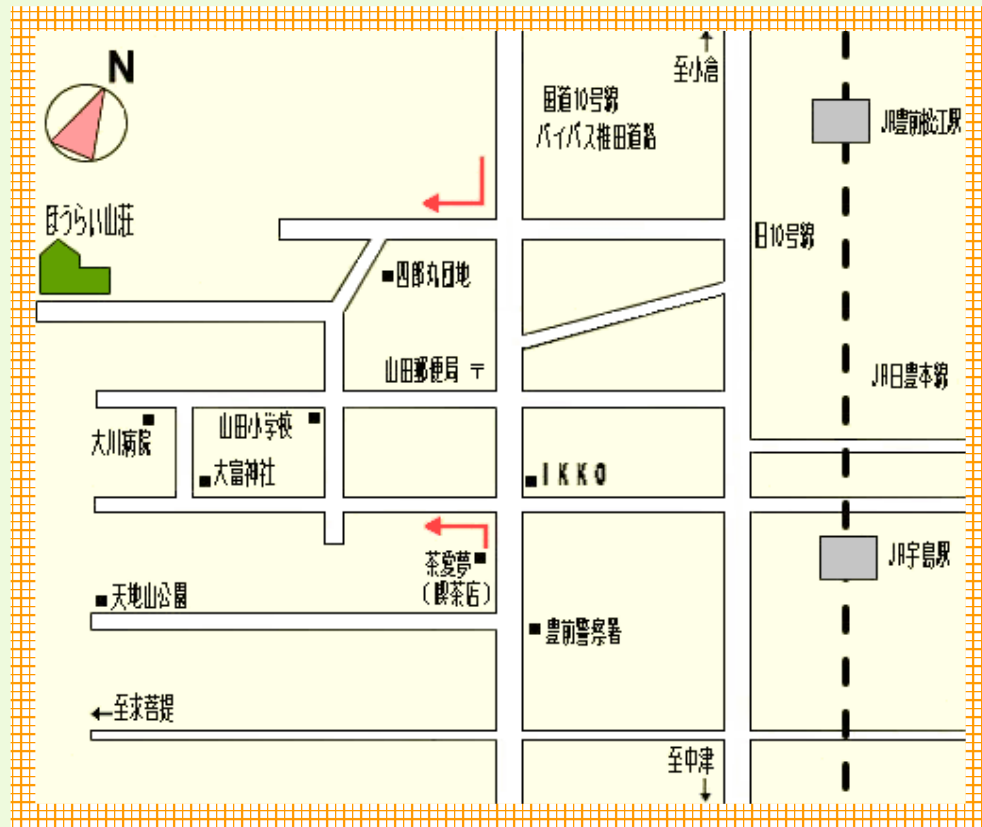 N
至小倉
国道10号線
バイパス椎田道路
JR豊前松江駅
ほうらい山荘
旧10号線
四郎丸団地
山田郵便局 〒
JR日豊本線
大川病院
山田小学校
大富神社
IKKO
茶愛夢
(喫茶店)
JR宇島駅
天地山公園
豊前警察署
←至求菩提
至中津